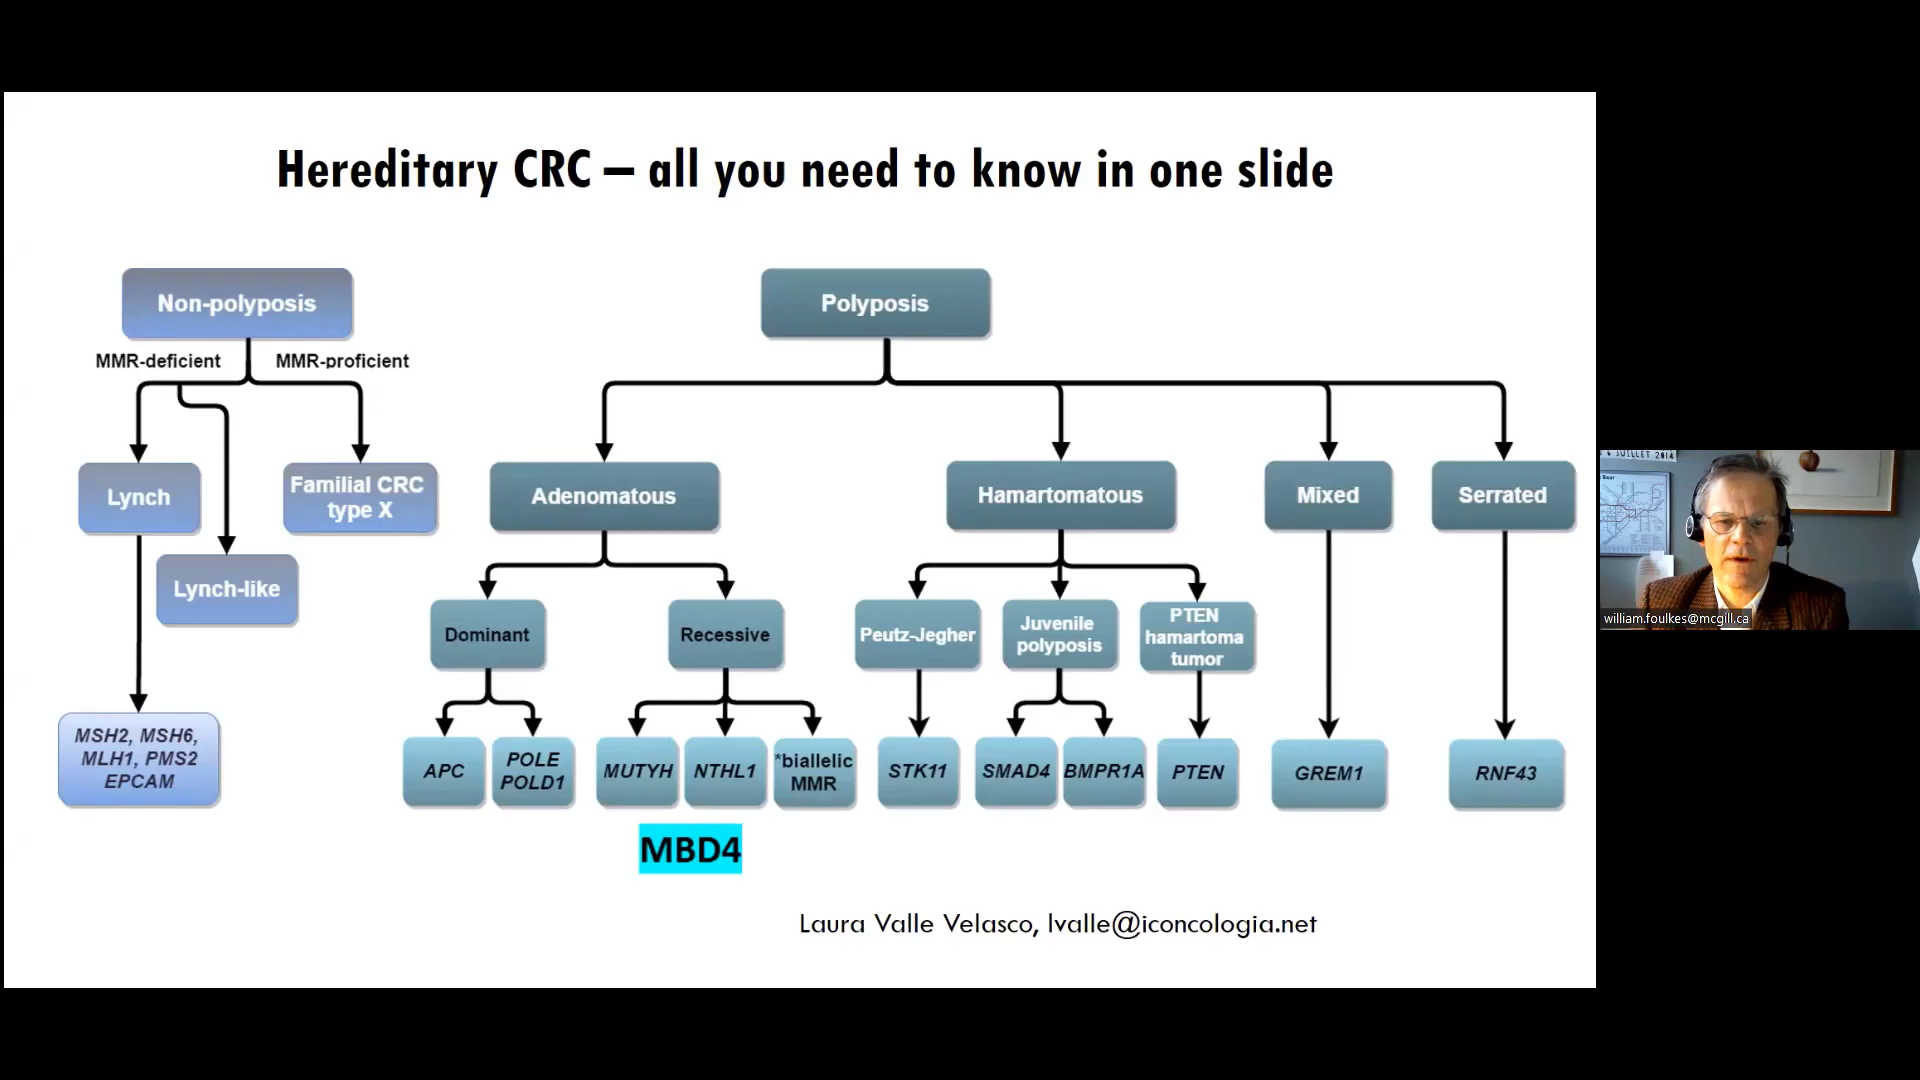 Hereditary CRC – all you need to know in one slide
Non-polyposis
Polyposis
MMR-deficient
MMR-proficient
Lynch
Familial CRC
type X
Lynch-like
Adenomatous
Hamartomatous
Mixed
Serrated
Dominant
Recessive
Peutz-Jegher
Juvenile
polyposis
PTEN
hamartoma
tumor
MSH2, MSH6,
MLH1, PMS2
EPCAM
APC
POLE
POLD1
MUTYH
NTHL1
*biallelic
MMR
STK11
SMAD4
BMPR1A
PTEN
GREM1
RNF43
MBD4
Laura Valle Velasco, lvalle@iconcologia.net
JUILLET 2014
william.foulkes@mcgill.ca